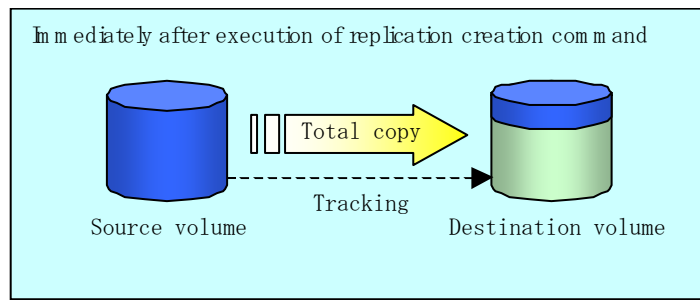 Immediately after execution of replication creation command
Total copy
Tracking
Source volume
Destination volume